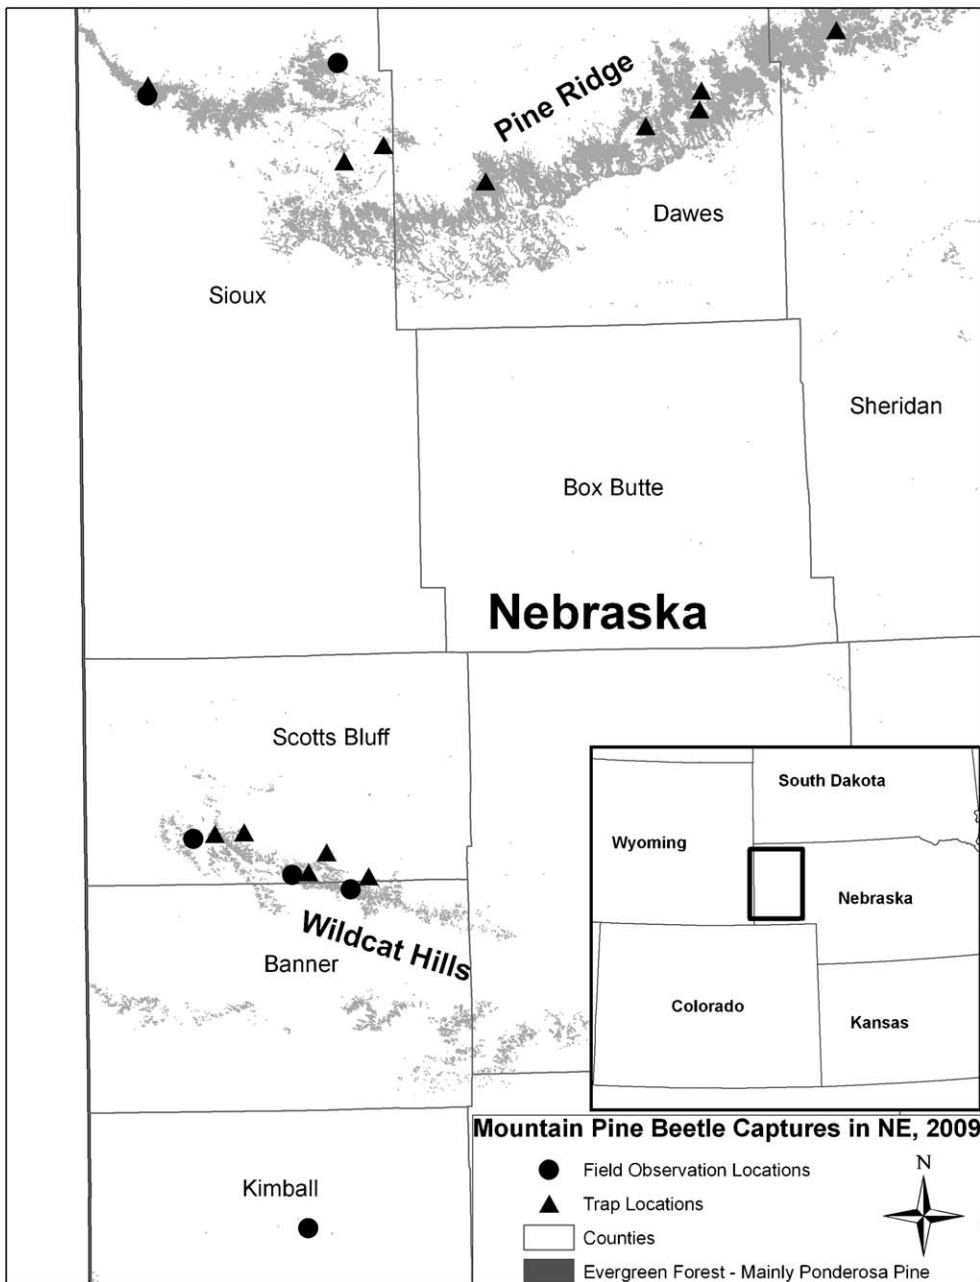 Pine Ridge
Dawes
Sioux
Sheridan
Box Butte
Nebraska
Scotts Bluff
Wildcat Hills
Banner
Kimball
South Dakota
Wyoming
Nebraska
Colorado
Kansas
Mountain Pine Beetle Captures in NE, 2009
Field Observation Locations
Trap Locations
Counties
Evergreen Forest - Mainly Ponderosa Pine
N